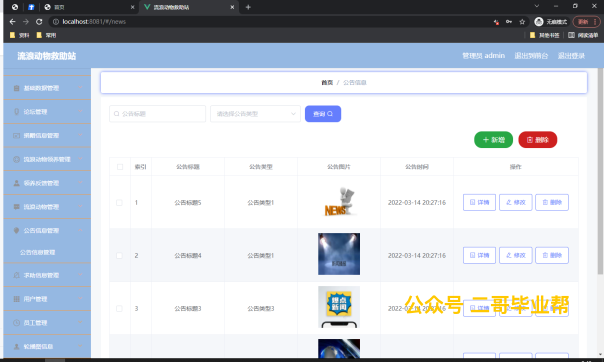 首页
流浪动物救助站
localhost:8081/#/news
无痕模式
更新
资料
常用
其他书签
阅读清单
流浪动物救助站
管理员 admin
退出到前台
退出登录
基础数据管理
论坛管理
捐赠信息管理
流浪动物领养管理
领养反馈管理
流浪动物管理
公告信息管理
公告信息管理
求助信息管理
用户管理
员工管理
轮播图信息
首页 / 公告信息
公告标题
请选择公告类型
查询
新增
删除
索引 公告标题 公告类型 公告图片 公告时间 操作
1 公告标题5 公告类型1 NEWS 2022-03-14 20:27:16 详情 修改 删除
2 公告标题4 公告类型1 2022-03-14 20:27:16 详情 修改 删除
3 公告标题3 公告类型3 热点新闻 2022-03-14 20:27:16 详情 修改 删除
公众号 二哥毕业帮